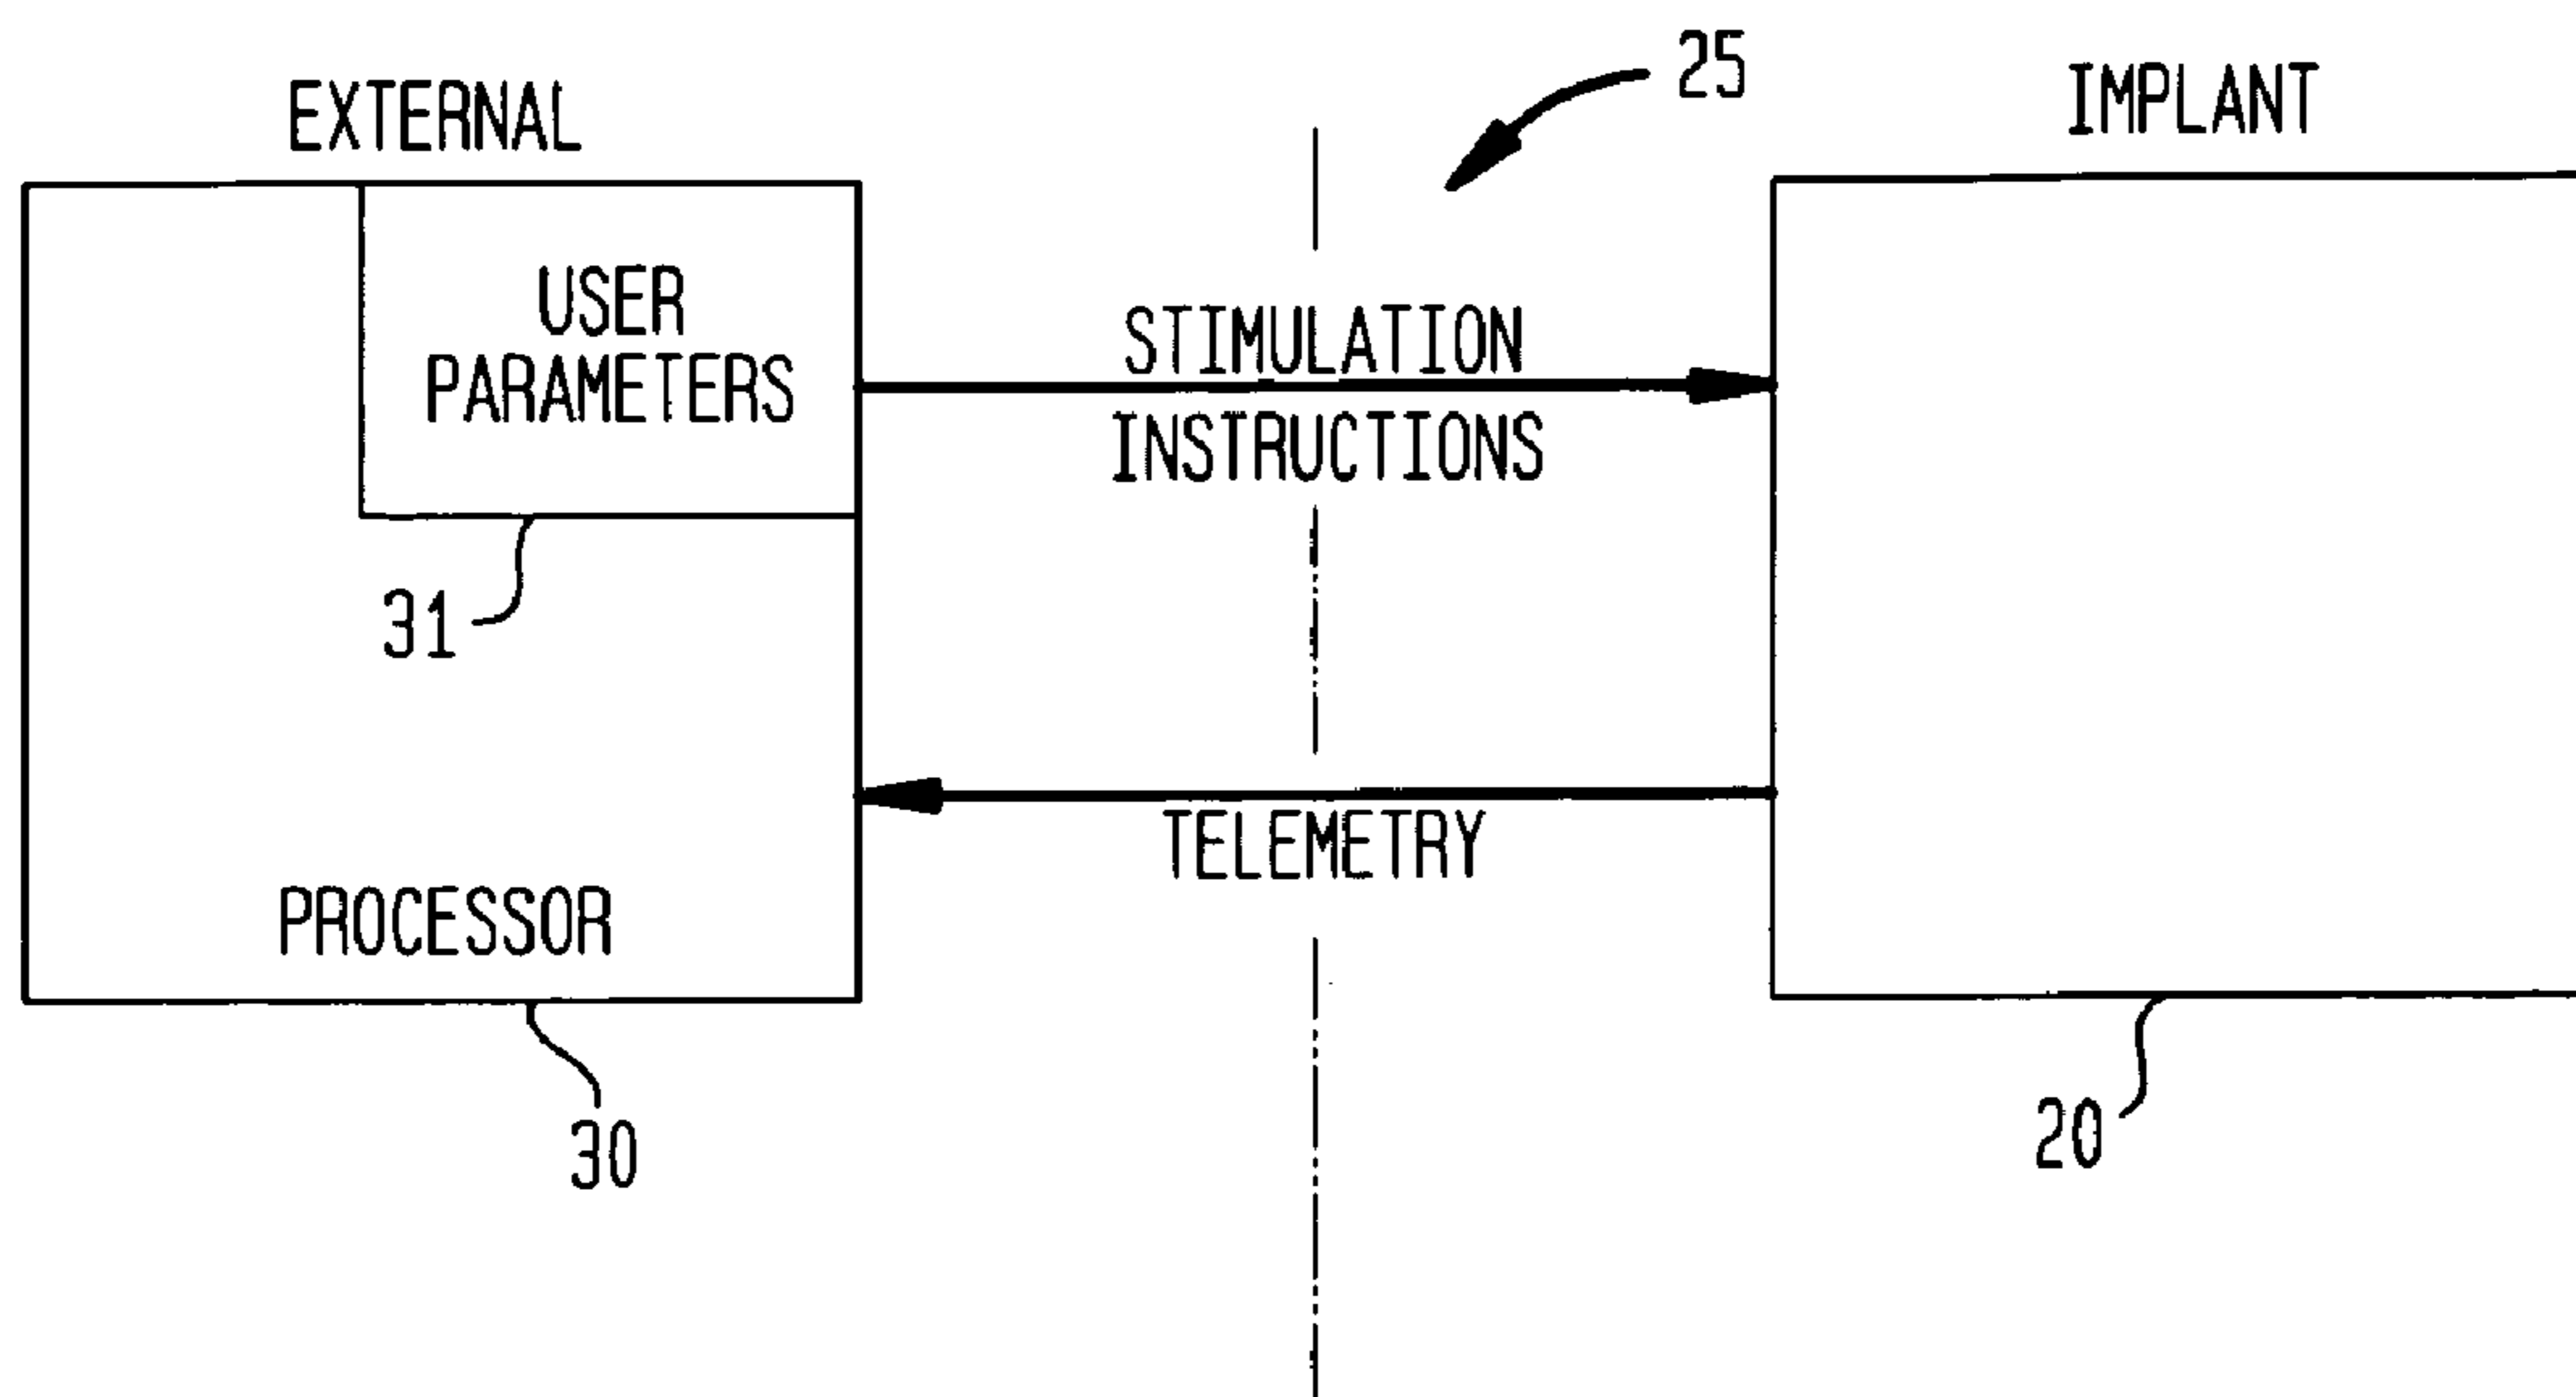 25
EXTERNAL
IMPLANT
USER
PARAMETERS
STIMULATION
INSTRUCTIONS
31
TELEMETRY
PROCESSOR
30
20